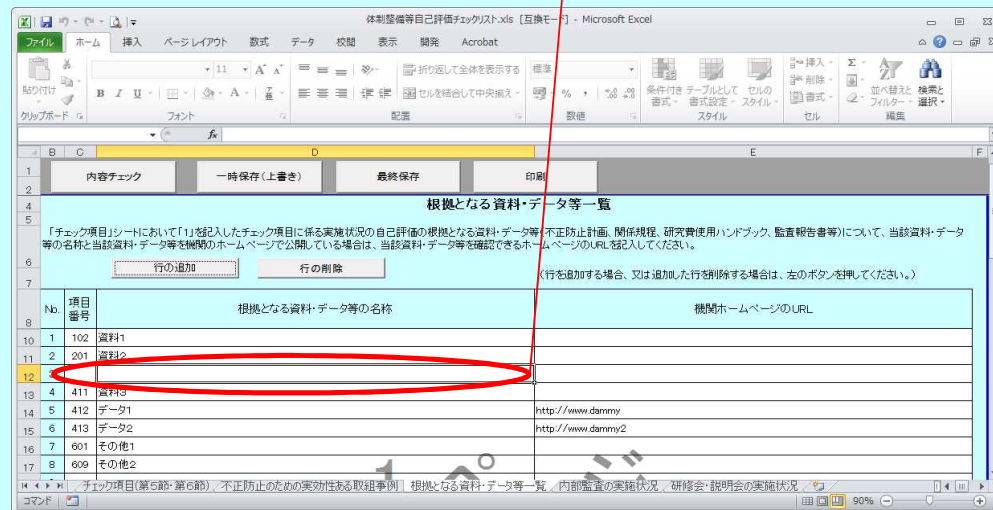 体制整備等自己評価チェックリスト.xls [互換モード] - Microsoft Excel
ファイル ホーム 挿入 ページ レイアウト 数式 データ 校閲 表示 開発 Acrobat
11 折り返して全体を表示する 標準 挿入
貼り付け B I U セルを結合して中央揃え % 条件付き書式 テーブルとして書式設定 セルのスタイル 削除 書式 並べ替えとフィルター 検索と選択
クリップボード フォント 配置 数値 スタイル セル 編集
fx
B C D E F
1 内容チェック 一時保存(上書き) 最終保存 印刷
2
4 根拠となる資料・データ等一覧
5
「チェック項目」シートにおいて「1」を記入したチェック項目に係る実施状況の自己評価の根拠となる資料・データ等(不正防止計画、関係規程、研究費使用ハンドブック、監査報告書等)について、当該資料・データ
等の名称と当該資料・データ等を機関のホームページで公開している場合は、当該資料・データ等を確認できるホームページのURLを記入してください。
6 行の追加 行の削除 (行を追加する場合、又は追加した行を削除する場合は、左のボタンを押してください。)
7
8 No. 項目番号 根拠となる資料・データ等の名称 機関ホームページのURL
10 1 102 資料1
11 2 201 資料2
12 3
13 4 411 資料3
14 5 412 データ1 http://www.dammy
15 6 413 データ2 http://www.dammy2
16 7 601 その他1
17 8 609 その他2
チェック項目(第5節・第6節) 不正防止のための実効性ある取組事例 根拠となる資料・データ等一覧 内部監査の実施状況 研修会・説明会の実施状況
コマンド 90%